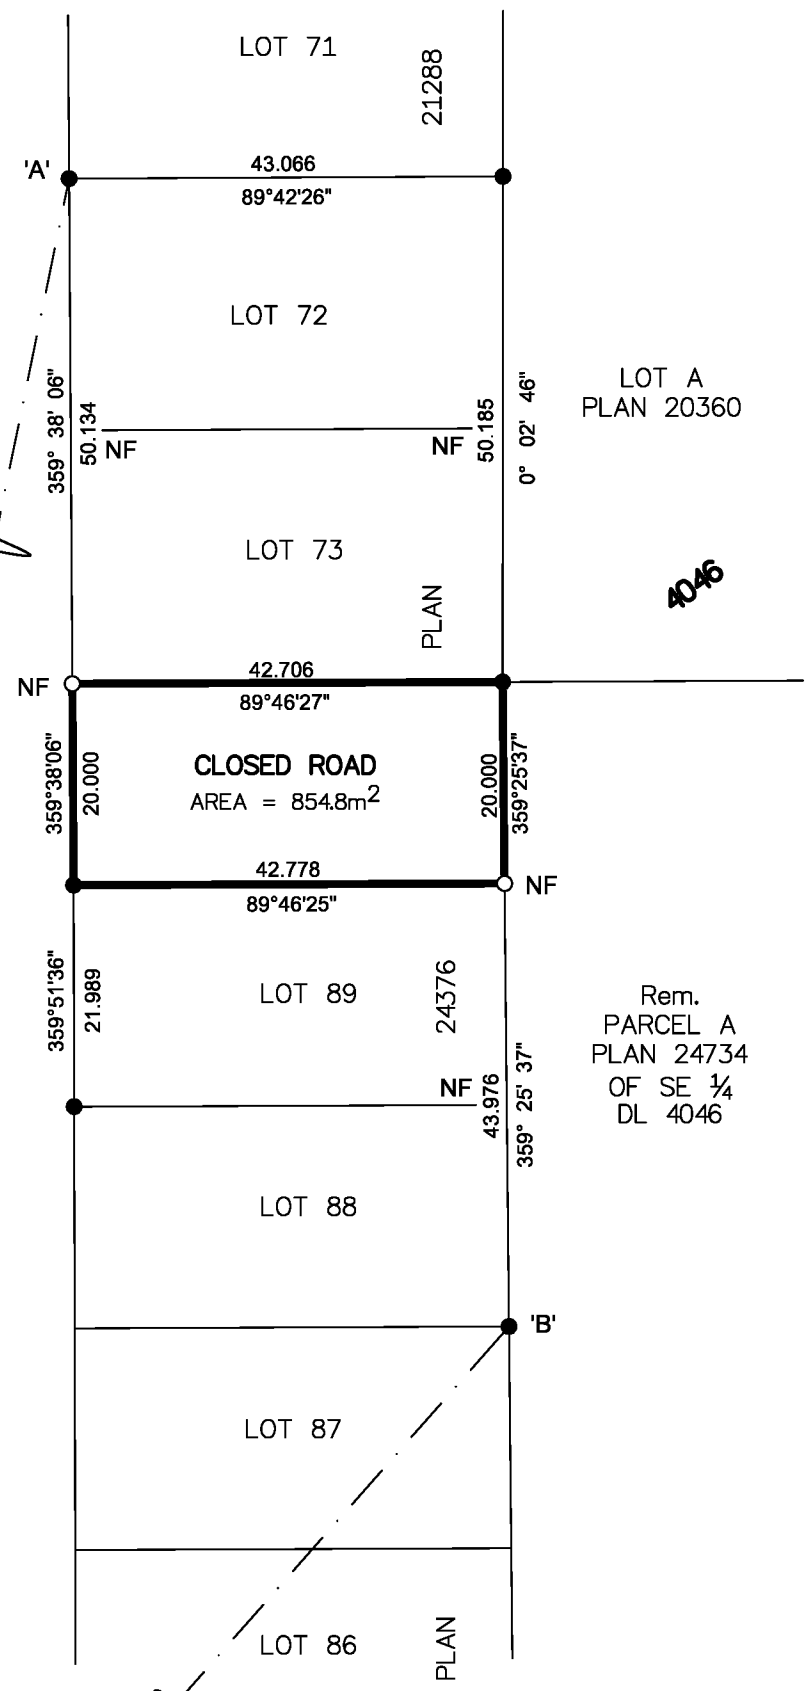 LOT 71
21288
'A'
43.066
89°42'26"
LOT 72
359° 38' 06"
50.134
NF
NF
50.185
0° 02' 46"
LOT A
PLAN 20360
LOT 73
PLAN
4046
NF
42.706
89°46'27"
359°38'06"
20.000
CLOSED ROAD
AREA = 854.8m²
20.000
359°25'37"
42.778
89°46'25"
NF
359°51'36"
21.989
LOT 89
24376
Rem.
PARCEL A
PLAN 24734
OF SE ¼
DL 4046
NF
43.976
359° 25' 37"
LOT 88
'B'
LOT 87
LOT 86
PLAN